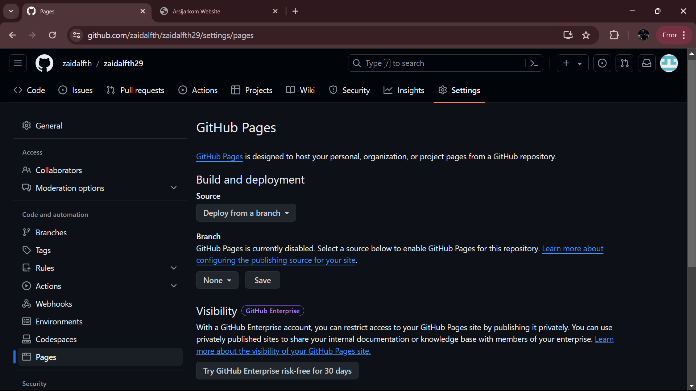 Pages
Arsjarkom Website
github.com/zaidalfth/zaidalfth29/settings/pages
Error
zaidalfth / zaidalfth29
Type / to search
Code
Issues
Pull requests
Actions
Projects
Wiki
Security
Insights
Settings
General
Access
Collaborators
Moderation options
Code and automation
Branches
Tags
Rules
Actions
Webhooks
Environments
Codespaces
Pages
Security
GitHub Pages
GitHub Pages is designed to host your personal, organization, or project pages from a GitHub repository.
Build and deployment
Source
Deploy from a branch
Branch
GitHub Pages is currently disabled. Select a source below to enable GitHub Pages for this repository. Learn more about
configuring the publishing source for your site.
None
Save
Visibility GitHub Enterprise
With a GitHub Enterprise account, you can restrict access to your GitHub Pages site by publishing it privately. You can use
privately published sites to share your internal documentation or knowledge base with members of your enterprise. Learn
more about the visibility of your GitHub Pages site.
Try GitHub Enterprise risk-free for 30 days